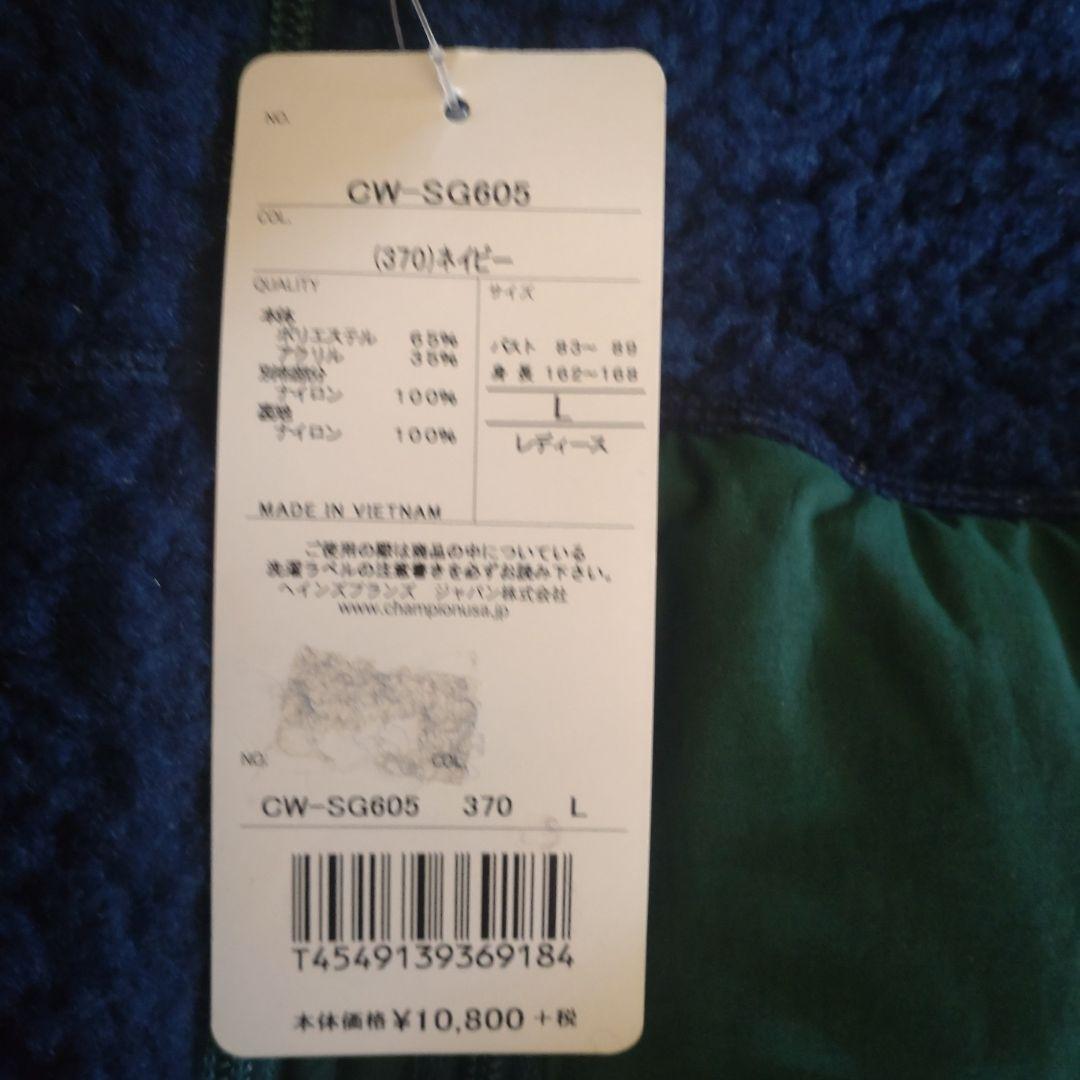 NO.
CW-SG605
COL.
(370)ネイビー
QUALITY
本体
ポリエステル 65%
アクリル 35%
別布部分
ナイロン 100%
裏地
ナイロン 100%
MADE IN VIETNAM
サイズ
バスト 83~ 89
身長 162~168
L
レディース
ご使用の際は商品の中についている
洗濯ラベルの注意書きを必ずお読み下さい。
ヘインズブランズ ジャパン株式会社
www.championusa.jp
NO. COL.
CW-SG605 370 L
T4549139369184
本体価格¥10,800+税